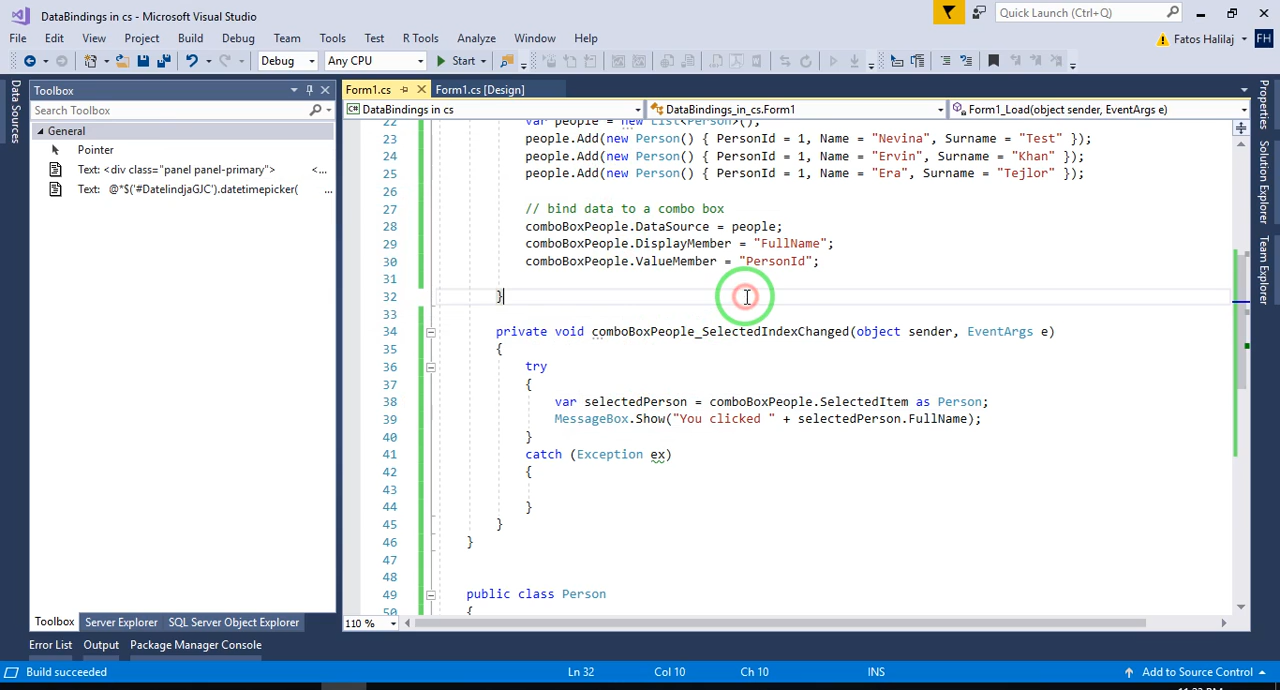 DataBindings in cs - Microsoft Visual Studio
Quick Launch (Ctrl+Q)
File Edit View Project Build Debug Team Tools Test R Tools Analyze Window Help
Fatos Halilaj FH
Debug Any CPU Start
Data Sources
Toolbox
Search Toolbox
General
Pointer
Text: <div class="panel panel-primary"> <...
Text: @*$('#DatelindjaGJC').datetimepicker( ...
Toolbox Server Explorer SQL Server Object Explorer
Form1.cs Form1.cs [Design]
DataBindings in cs DataBindings_in_cs.Form1 Form1_Load(object sender, EventArgs e)
22 var people = new List<Person>();
23 people.Add(new Person() { PersonId = 1, Name = "Nevina", Surname = "Test" });
24 people.Add(new Person() { PersonId = 1, Name = "Ervin", Surname = "Khan" });
25 people.Add(new Person() { PersonId = 1, Name = "Era", Surname = "Tejlor" });
26
27 // bind data to a combo box
28 comboBoxPeople.DataSource = people;
29 comboBoxPeople.DisplayMember = "FullName";
30 comboBoxPeople.ValueMember = "PersonId";
31
32 }
33
34 private void comboBoxPeople_SelectedIndexChanged(object sender, EventArgs e)
35 {
36 try
37 {
38 var selectedPerson = comboBoxPeople.SelectedItem as Person;
39 MessageBox.Show("You clicked " + selectedPerson.FullName);
40 }
41 catch (Exception ex)
42 {
43
44 }
45 }
46 }
47
48
49 public class Person
50 {
110 %
Properties
Solution Explorer
Team Explorer
Error List Output Package Manager Console
Build succeeded Ln 32 Col 10 Ch 10 INS Add to Source Control